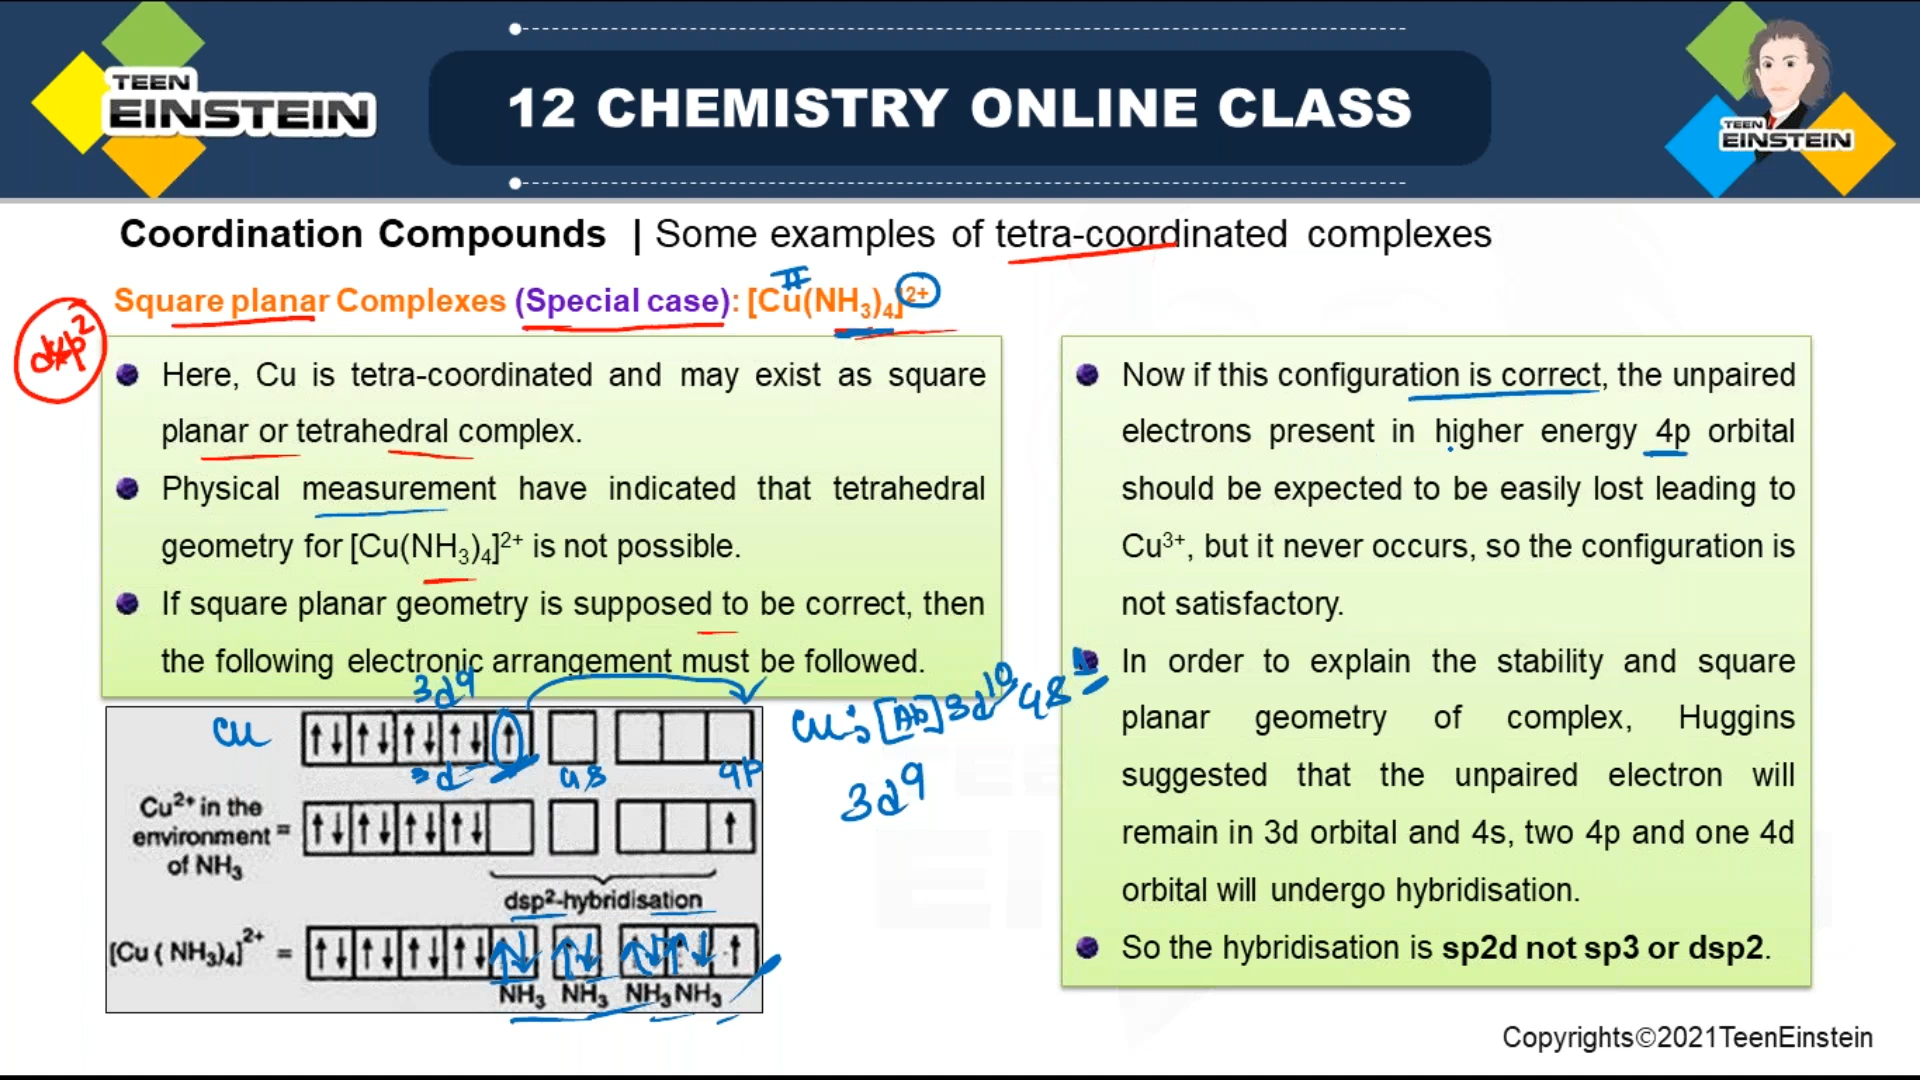 TEEN
EINSTEIN
12 CHEMISTRY ONLINE CLASS
TEEN
EINSTEIN
Coordination Compounds | Some examples of tetra-coordinated complexes
II
Square planar Complexes (Special case): [Cu(NH₃)₄]²⁺
dsp²
Here, Cu is tetra-coordinated and may exist as square
planar or tetrahedral complex.
Physical measurement have indicated that tetrahedral
geometry for [Cu(NH₃)₄]²⁺ is not possible.
If square planar geometry is supposed to be correct, then
the following electronic arrangement must be followed.
3d⁹
Cu
3d 4s 4p
Cu²⁺ in the
environment =
of NH₃
dsp²-hybridisation
[Cu ( NH₃)₄]²⁺ =
NH₃ NH₃ NH₃ NH₃
Cu: [Ar] 3d¹⁰ 4s¹
3d⁹
Now if this configuration is correct, the unpaired
electrons present in higher energy 4p orbital
should be expected to be easily lost leading to
Cu³⁺, but it never occurs, so the configuration is
not satisfactory.
In order to explain the stability and square
planar geometry of complex, Huggins
suggested that the unpaired electron will
remain in 3d orbital and 4s, two 4p and one 4d
orbital will undergo hybridisation.
So the hybridisation is sp2d not sp3 or dsp2.
Copyrights©2021TeenEinstein